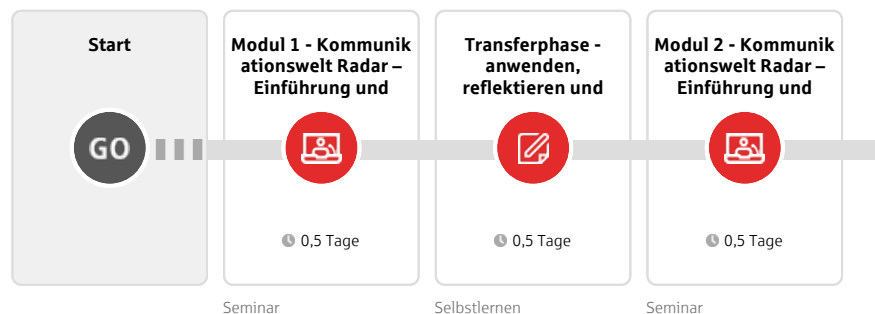 Start
GO
Modul 1 - Kommunik
ationswelt Radar –
Einführung und
0,5 Tage
Seminar
Transferphase -
anwenden,
reflektieren und
0,5 Tage
Selbstlernen
Modul 2 - Kommunik
ationswelt Radar –
Einführung und
0,5 Tage
Seminar